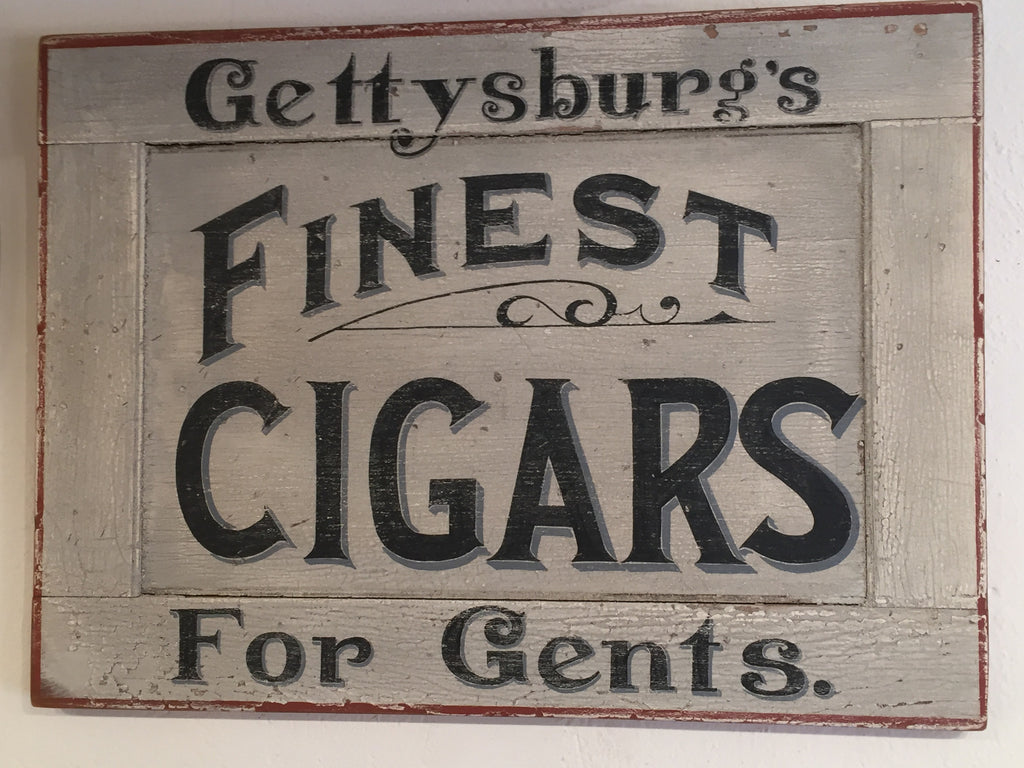 Gettysburg's
FINEST
CIGARS
For Gents.